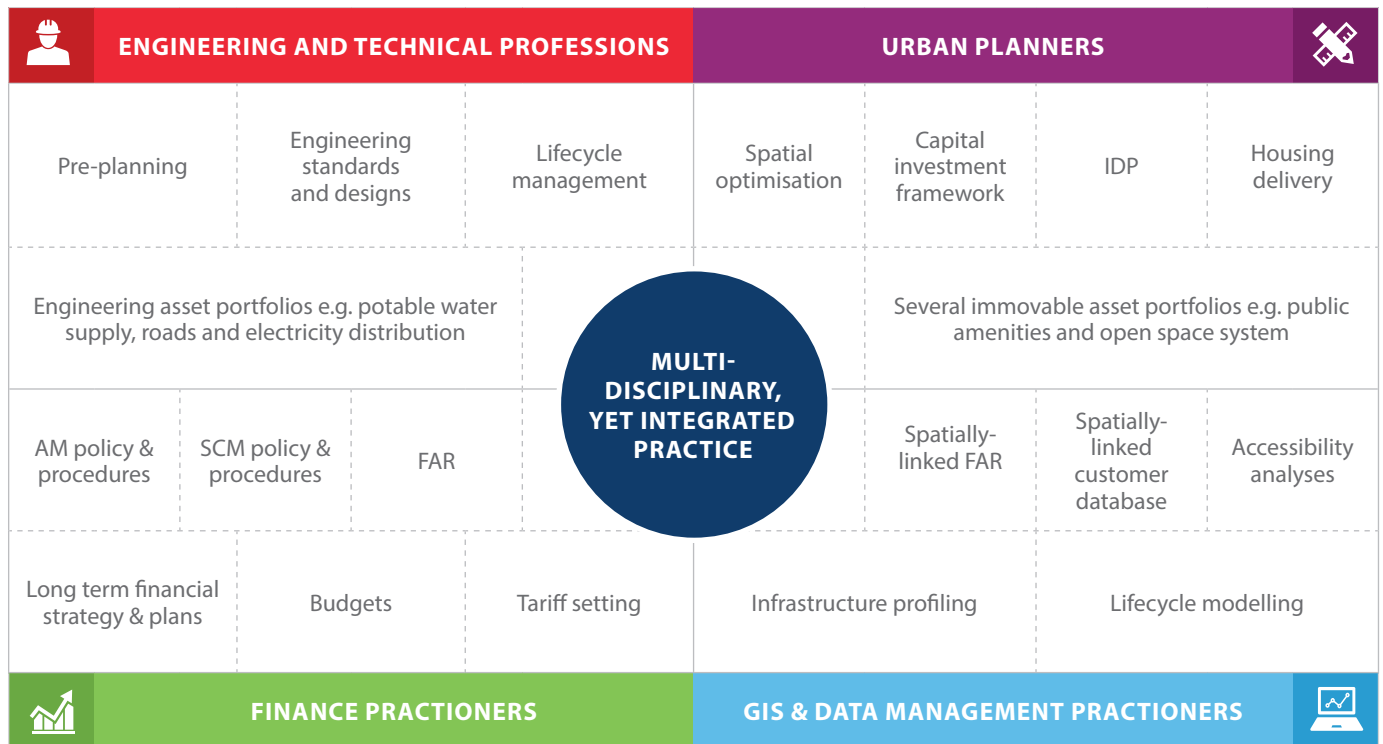 ENGINEERING AND TECHNICAL PROFESSIONS
URBAN PLANNERS
Pre-planning
Engineering
standards
and designs
Lifecycle
management
Spatial
optimisation
Capital
investment
framework
IDP
Housing
delivery
Engineering asset portfolios e.g. potable water
supply, roads and electricity distribution
MULTI-
DISCIPLINARY,
YET INTEGRATED
PRACTICE
Several immovable asset portfolios e.g. public
amenities and open space system
AM policy &
procedures
SCM policy &
procedures
FAR
Spatially-
linked FAR
Spatially-
linked
customer
database
Accessibility
analyses
Long term financial
strategy & plans
Budgets
Tariff setting
Infrastructure profiling
Lifecycle modelling
FINANCE PRACTIONERS
GIS & DATA MANAGEMENT PRACTIONERS